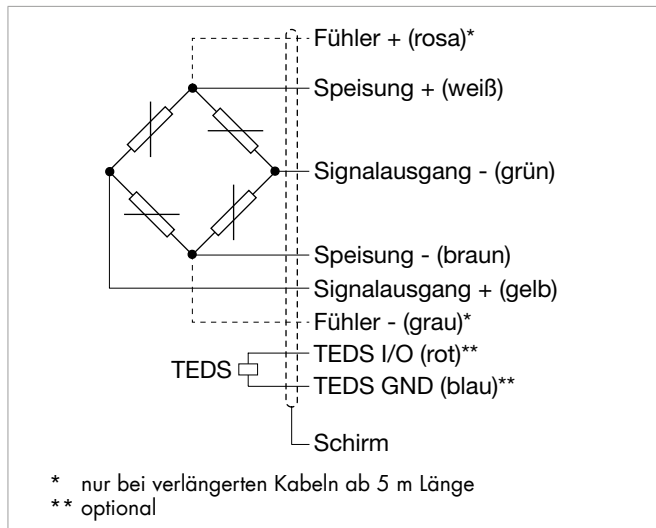 Fühler + (rosa)*
Speisung + (weiß)
Signalausgang - (grün)
Speisung - (braun)
Signalausgang + (gelb)
Fühler - (grau)*
TEDS I/O (rot)**
TEDS
TEDS GND (blau)**
Schirm
* nur bei verlängerten Kabeln ab 5 m Länge
** optional